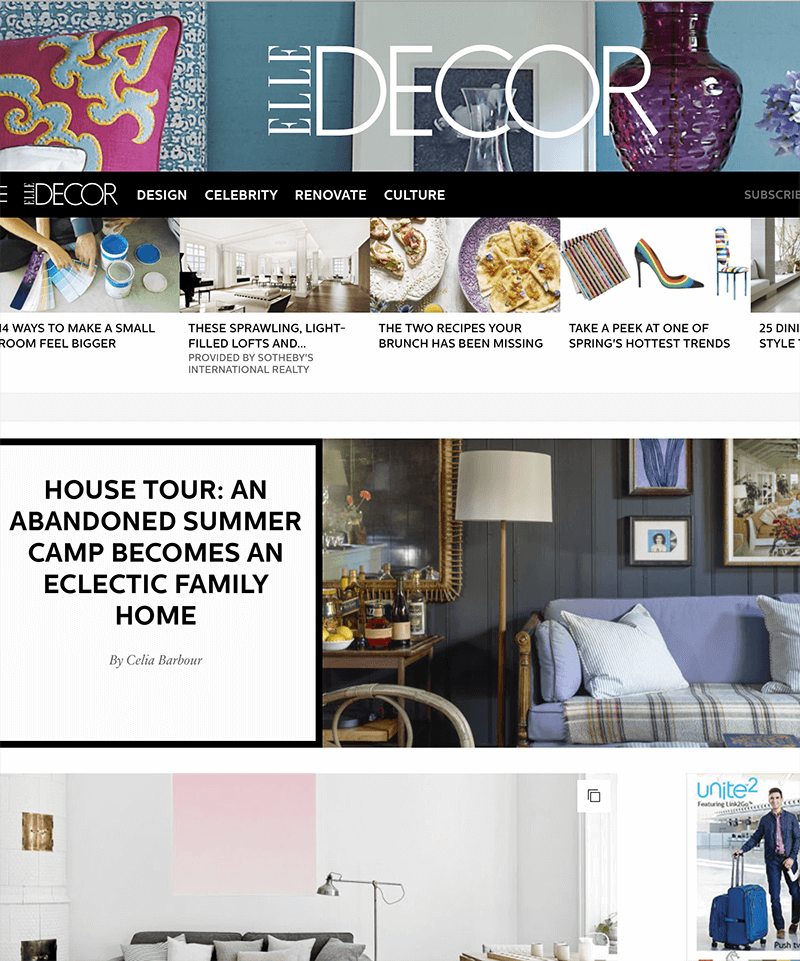 ELLE DECOR
ELLE DECOR DESIGN CELEBRITY RENOVATE CULTURE
14 WAYS TO MAKE A SMALL
ROOM FEEL BIGGER
THESE SPRAWLING, LIGHT-
FILLED LOFTS AND...
PROVIDED BY SOTHEBY'S
INTERNATIONAL REALTY
THE TWO RECIPES YOUR
BRUNCH HAS BEEN MISSING
TAKE A PEEK AT ONE OF
SPRING'S HOTTEST TRENDS
25 DINI
STYLE
HOUSE TOUR: AN
ABANDONED SUMMER
CAMP BECOMES AN
ECLECTIC FAMILY
HOME
By Celia Barbour
unite-2
Featuring Link2Go™
Push